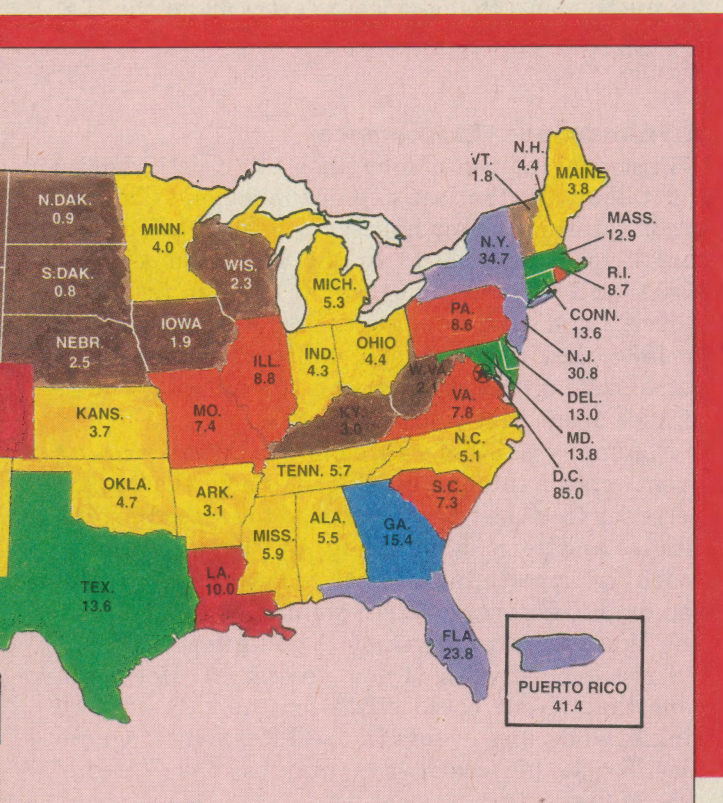 N.H.
4.4
VT.
1.8
MAINE
3.8
N.DAK.
0.9
MINN.
4.0
MASS.
12.9
N.Y.
34.7
S.DAK.
0.8
WIS.
2.3
MICH.
5.3
R.I.
8.7
PA.
8.6
CONN.
13.6
NEBR.
2.5
IOWA
1.9
ILL.
8.8
IND.
4.3
OHIO
4.4
N.J.
30.8
W.VA.
2.1
DEL.
13.0
KANS.
3.7
MO.
7.4
KY.
3.0
VA.
7.8
MD.
13.8
N.C.
5.1
TENN. 5.7
D.C.
85.0
OKLA.
4.7
ARK.
3.1
S.C.
7.3
MISS.
5.9
ALA.
5.5
GA.
15.4
TEX.
13.6
LA.
10.0
FLA.
23.8
PUERTO RICO
41.4